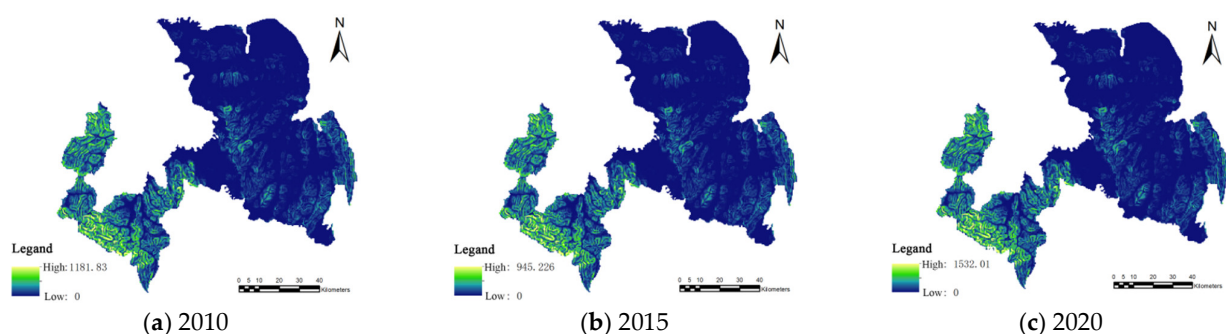 N
Legand
High:1181.83
Low: 0
0 5 10 20 30 40
Kilometers
(a) 2010
N
Legand
High: 945.226
Low: 0
0 5 10 20 30 40
Kilometers
(b) 2015
N
Legand
High: 1532.01
Low: 0
0 5 10 20 30 40
Kilometers
(c) 2020